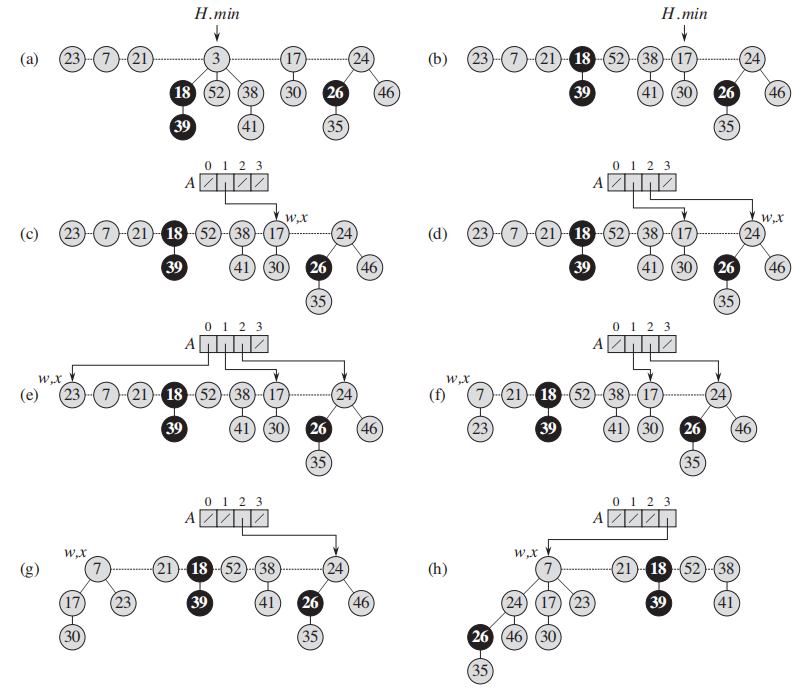 H.min H.min
(a) 23 7 21 3 17 24 (b) 23 7 21 18 52 38 17 24
18 52 38 30 26 46 39 41 30 26 46
39 41 35 35
0 1 2 3 0 1 2 3
A A
w,x w,x
(c) 23 7 21 18 52 38 17 24 (d) 23 7 21 18 52 38 17 24
39 41 30 26 46 39 41 30 26 46
35 35
0 1 2 3 0 1 2 3
A A
w,x w,x
(e) 23 7 21 18 52 38 17 24 (f) 7 21 18 52 38 17 24
39 41 30 26 46 23 39 41 30 26 46
35 35
0 1 2 3 0 1 2 3
A A
w,x w,x
(g) 7 21 18 52 38 24 (h) 7 21 18 52 38
17 23 39 41 26 46 24 17 23 39 41
30 35 26 46 30
35